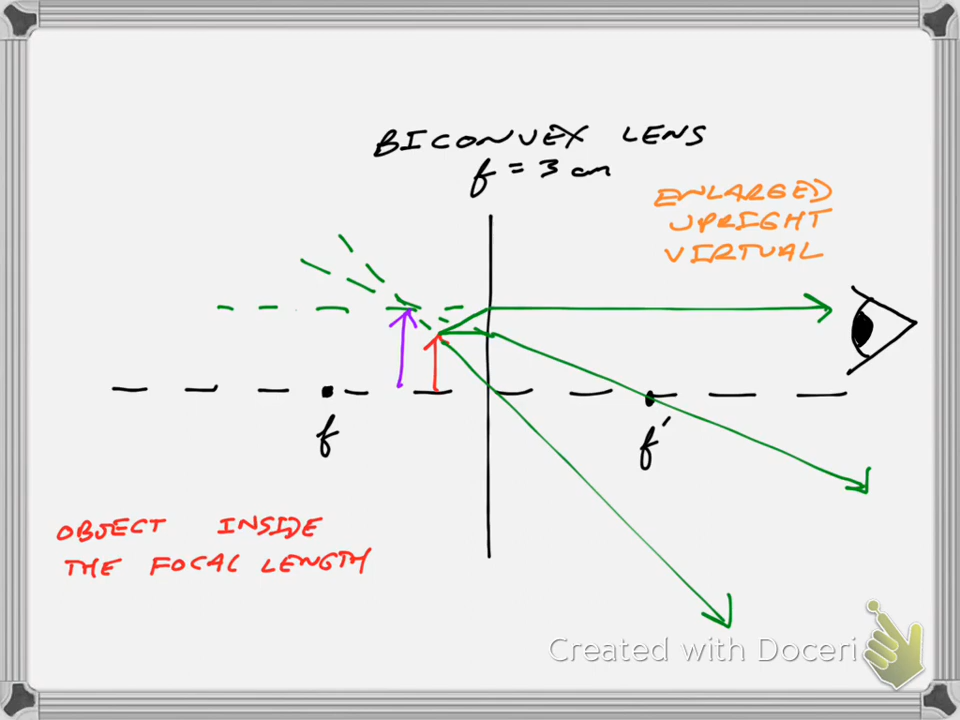 BICONVEX LENS
f = 3 cm
ENLARGED
UPRIGHT
VIRTUAL
f
f'
OBJECT INSIDE
THE FOCAL LENGTH
Created with Doceri